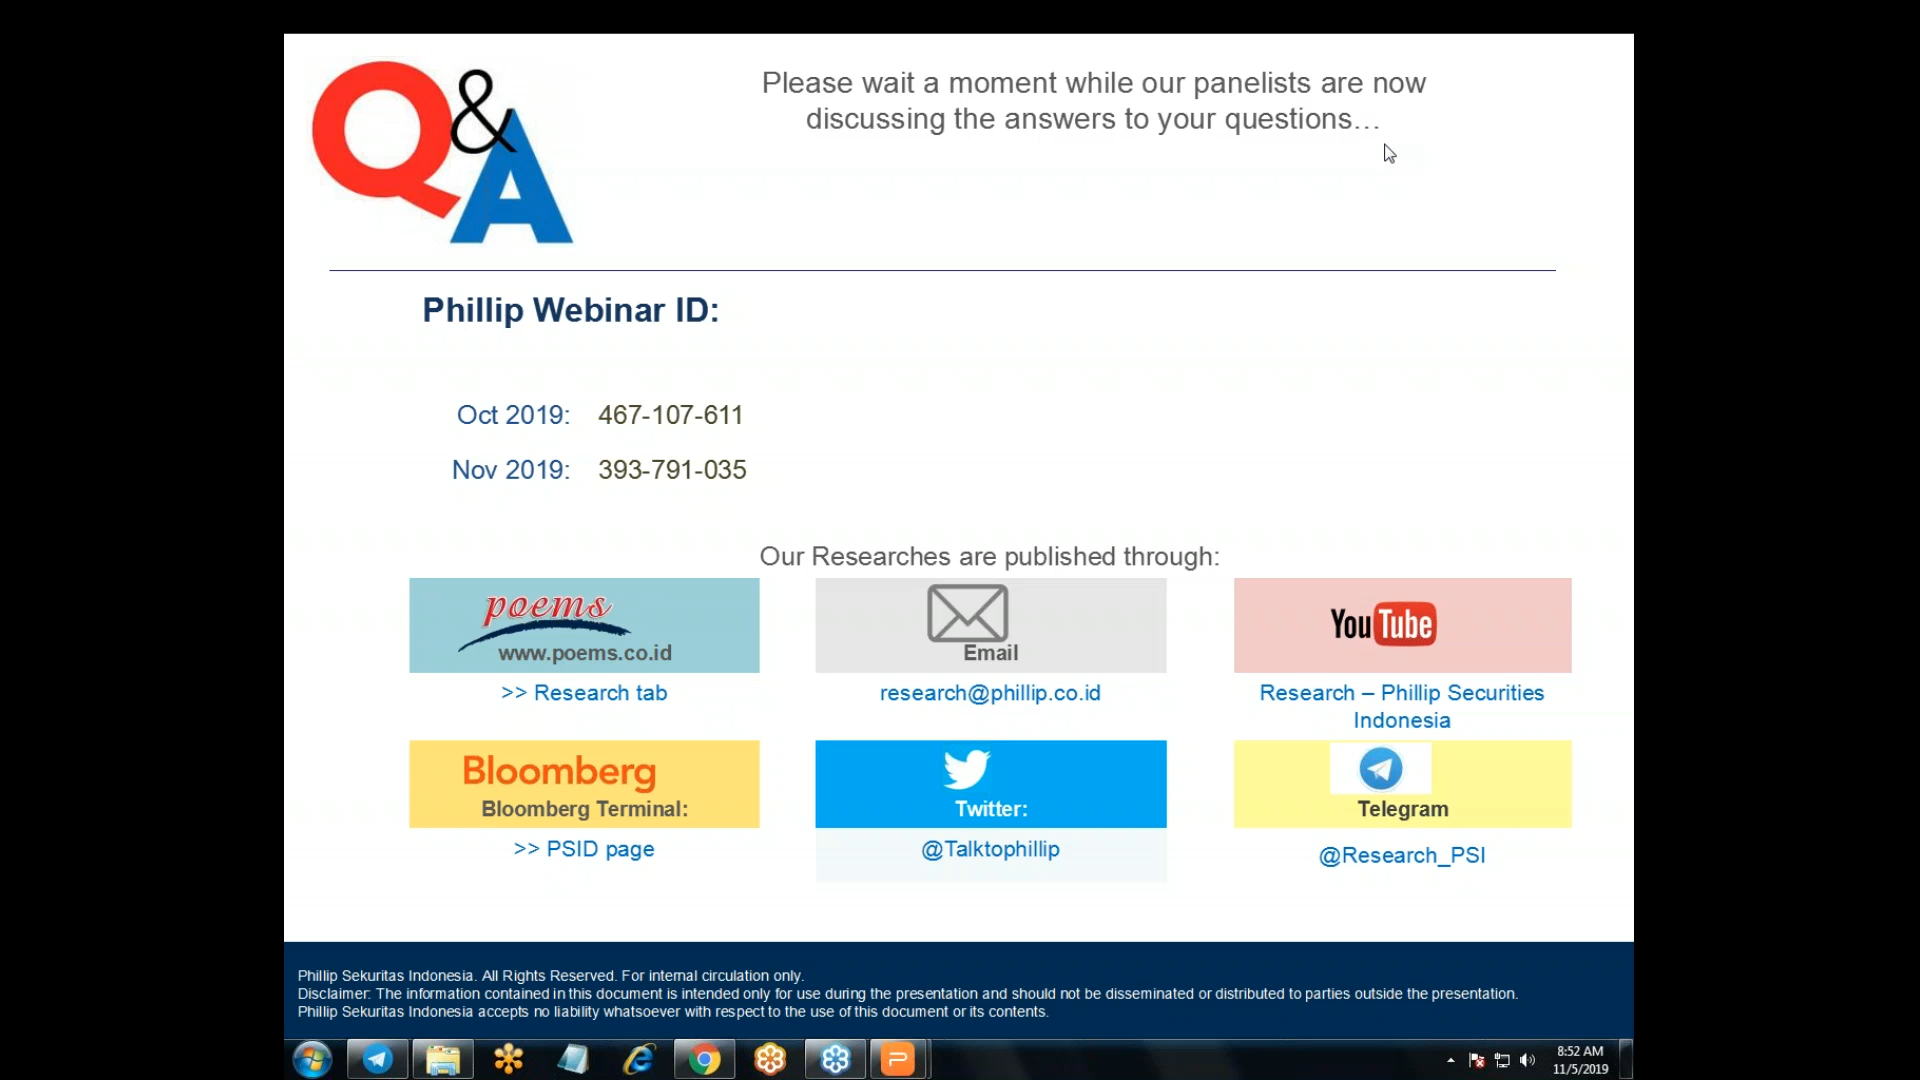 Q&A
Please wait a moment while our panelists are now
discussing the answers to your questions…
Phillip Webinar ID:
Oct 2019: 467-107-611
Nov 2019: 393-791-035
Our Researches are published through:
poems
www.poems.co.id
>> Research tab
Email
research@phillip.co.id
YouTube
Research – Phillip Securities
Indonesia
Bloomberg
Bloomberg Terminal:
>> PSID page
Twitter:
@Talktophillip
Telegram
@Research_PSI
Phillip Sekuritas Indonesia. All Rights Reserved. For internal circulation only.
Disclaimer: The information contained in this document is intended only for use during the presentation and should not be disseminated or distributed to parties outside the presentation.
Phillip Sekuritas Indonesia accepts no liability whatsoever with respect to the use of this document or its contents.
8:52 AM
11/5/2019